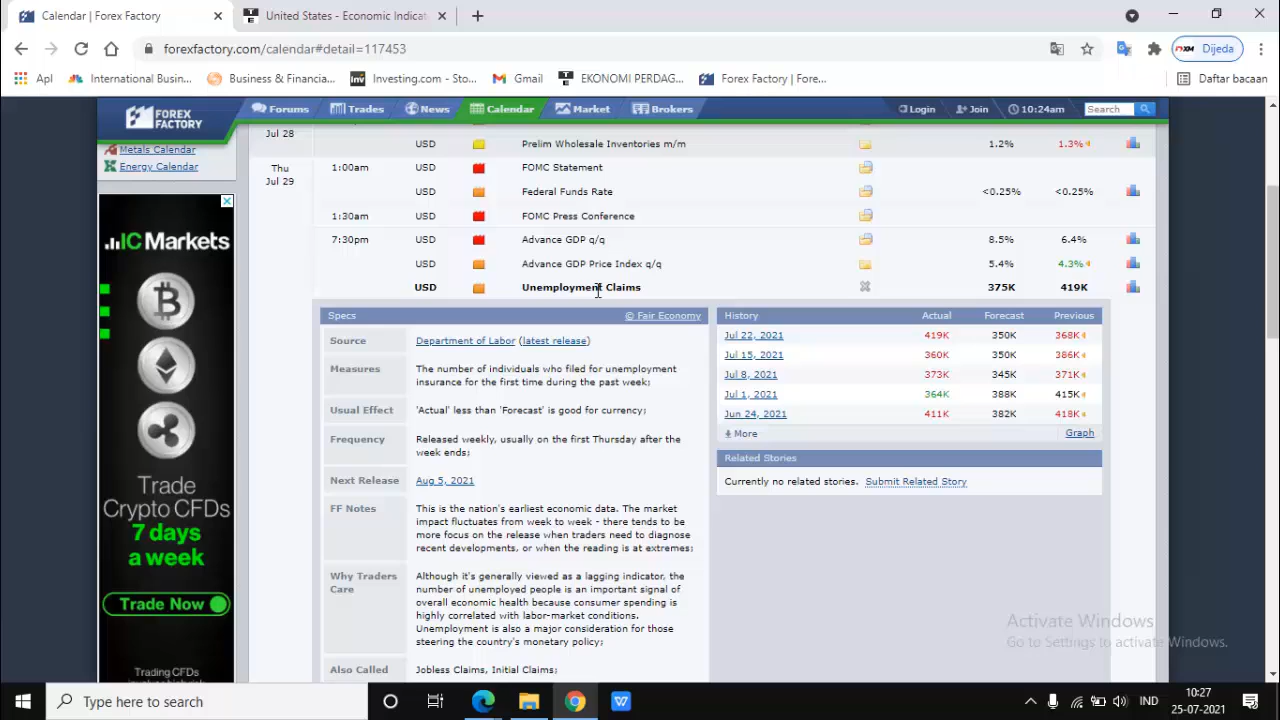 Calendar | Forex Factory
United States - Economic Indicat
forexfactory.com/calendar#detail=117453
Dijeda
Apl
International Busin...
Business & Financia...
Investing.com - Sto...
Gmail
EKONOMI PERDAG...
Forex Factory | Fore...
Daftar bacaan
FOREX FACTORY
Forums
Trades
News
Calendar
Market
Brokers
Login
Join
10:24am
Search
Metals Calendar
Energy Calendar
Jul 28
USD Prelim Wholesale Inventories m/m 1.2% 1.3%
Thu
Jul 29
1:00am USD FOMC Statement
USD Federal Funds Rate <0.25% <0.25%
1:30am USD FOMC Press Conference
7:30pm USD Advance GDP q/q 8.5% 6.4%
USD Advance GDP Price Index q/q 5.4% 4.3%
USD Unemployment Claims 375K 419K
Specs © Fair Economy
Source Department of Labor (latest release)
Measures The number of individuals who filed for unemployment
insurance for the first time during the past week;
Usual Effect 'Actual' less than 'Forecast' is good for currency;
Frequency Released weekly, usually on the first Thursday after the
week ends;
Next Release Aug 5, 2021
FF Notes This is the nation's earliest economic data. The market
impact fluctuates from week to week - there tends to be
more focus on the release when traders need to diagnose
recent developments, or when the reading is at extremes;
Why Traders Care
Although it's generally viewed as a lagging indicator, the
number of unemployed people is an important signal of
overall economic health because consumer spending is
highly correlated with labor-market conditions.
Unemployment is also a major consideration for those
steering the country's monetary policy;
Also Called Jobless Claims, Initial Claims;
History Actual Forecast Previous
Jul 22, 2021 419K 350K 368K
Jul 15, 2021 360K 350K 386K
Jul 8, 2021 373K 345K 371K
Jul 1, 2021 364K 388K 415K
Jun 24, 2021 411K 382K 418K
More Graph
Related Stories
Currently no related stories. Submit Related Story
IC Markets
Trade
Crypto CFDs
7 days
a week
Trade Now
Trading CFDs
Activate Windows
Go to Settings to activate Windows.
Type here to search
IND
10:27
25-07-2021